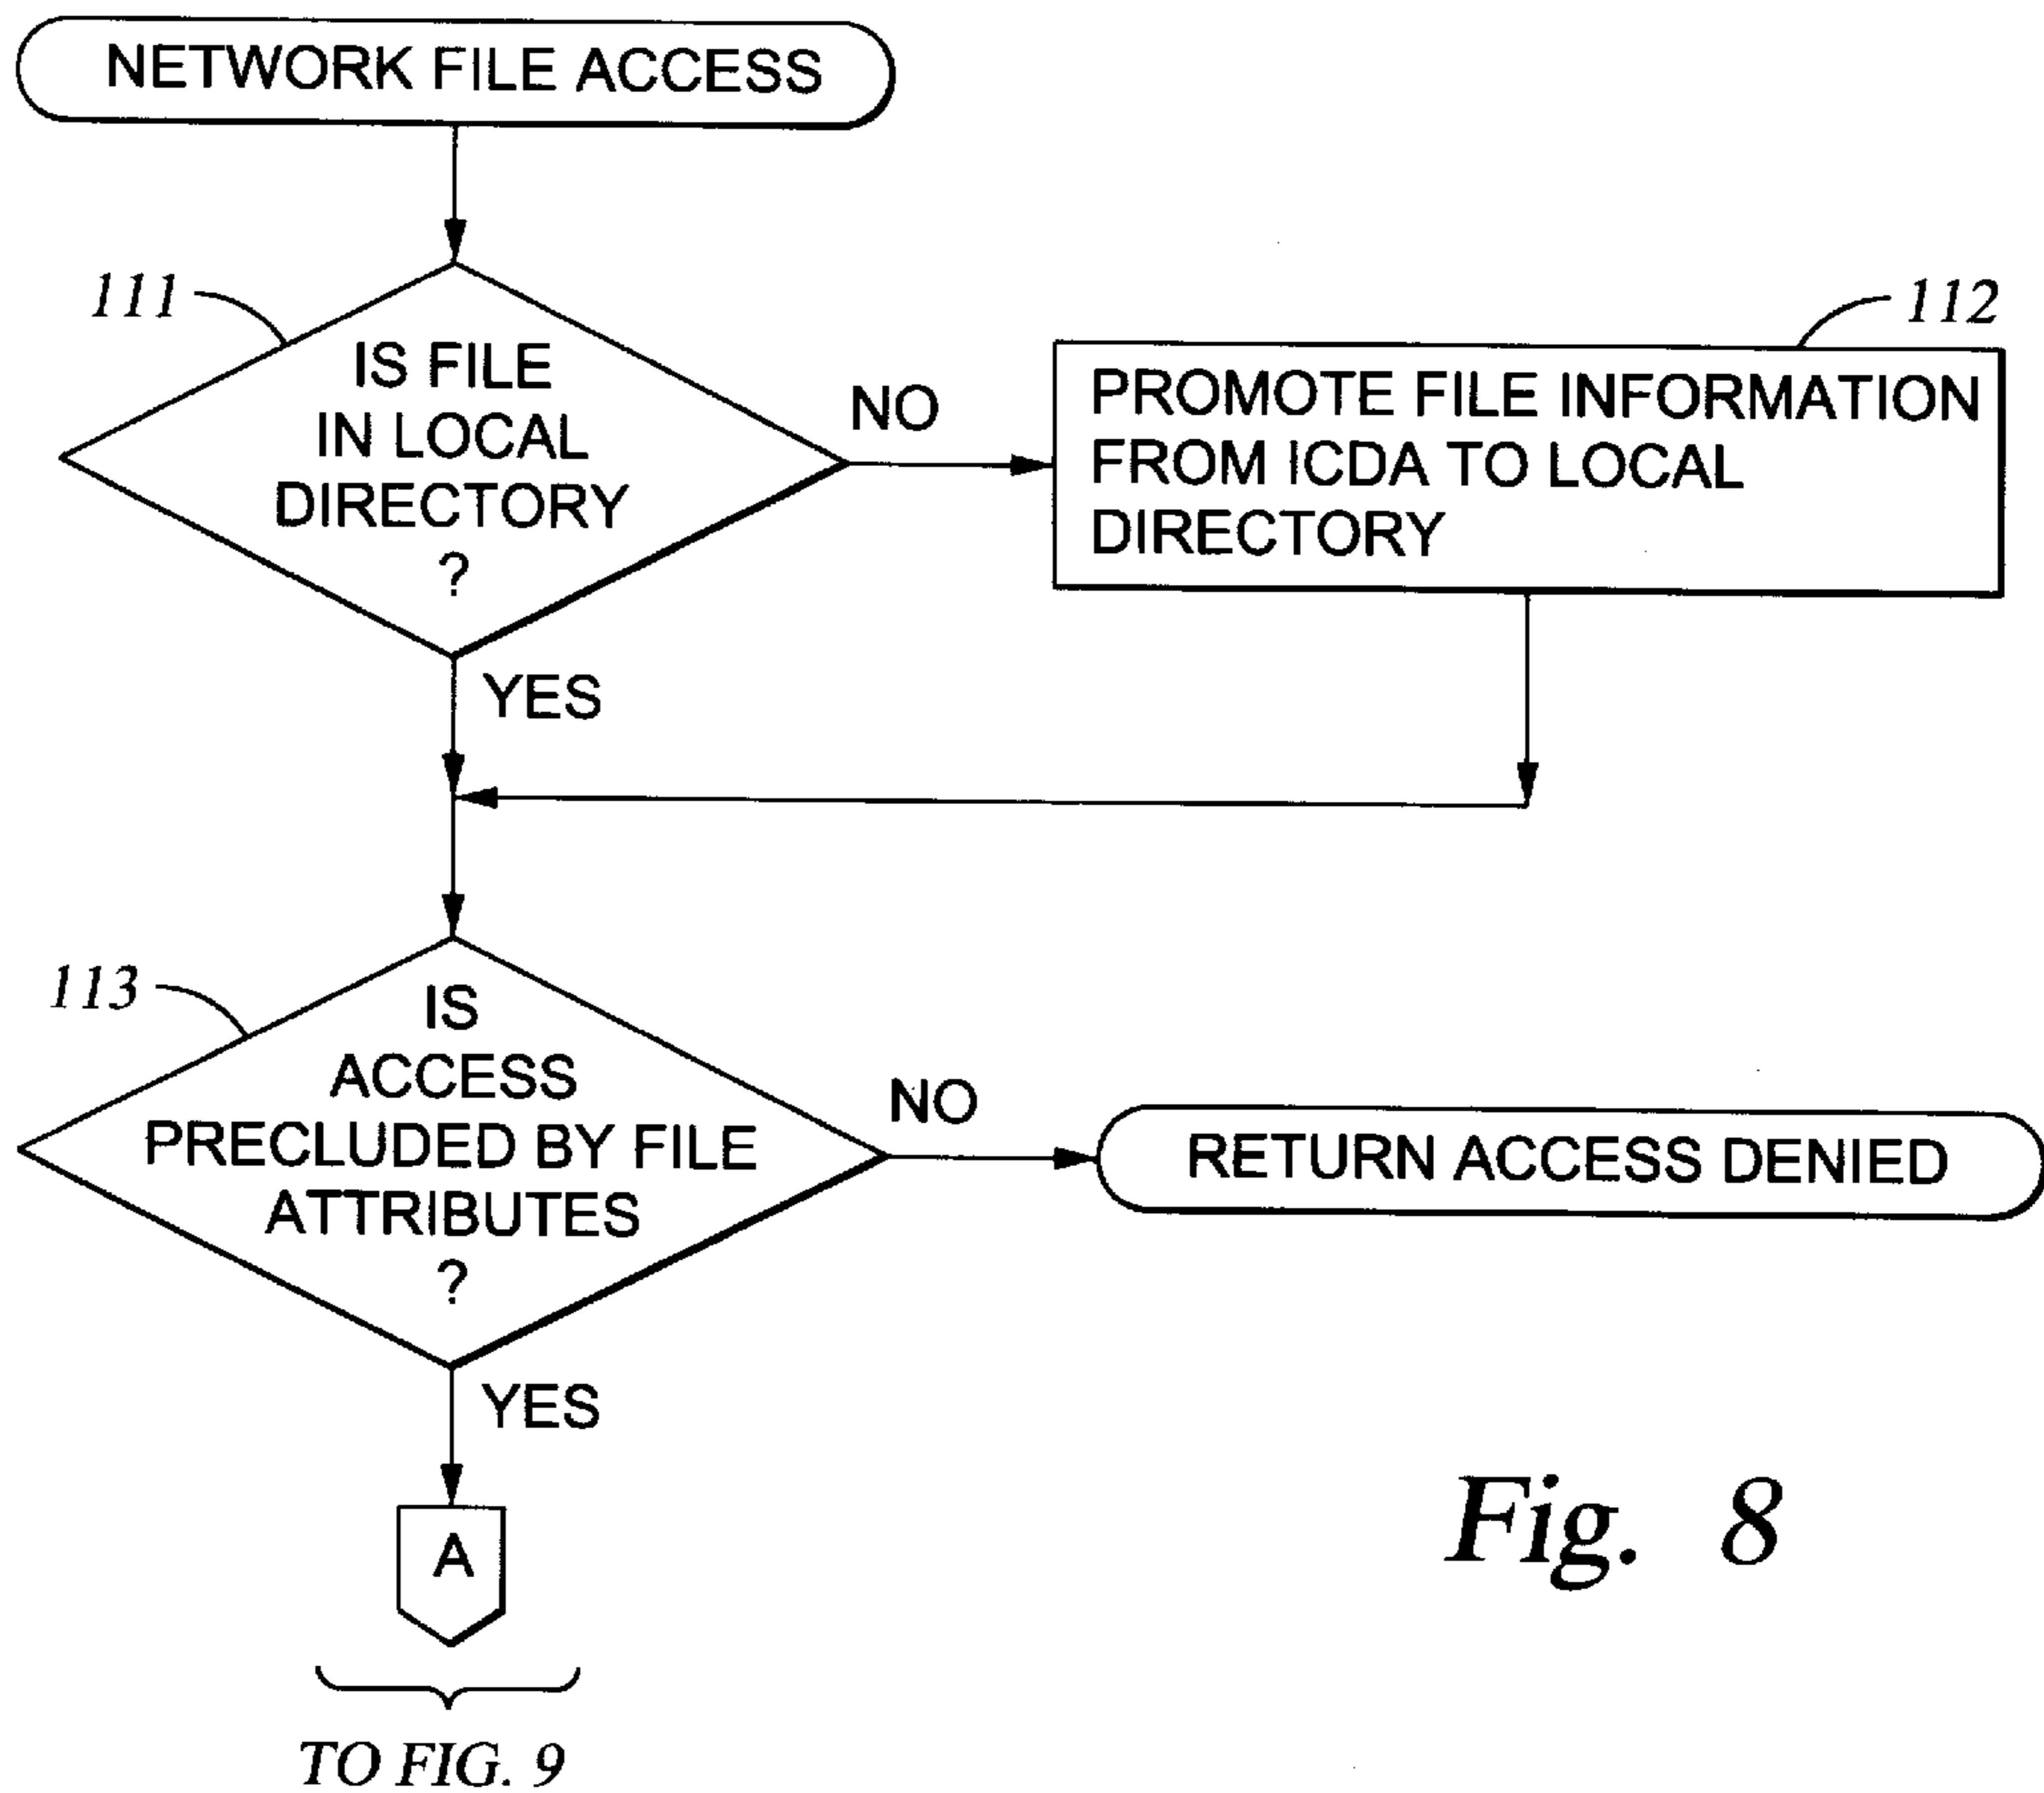 NETWORK FILE ACCESS
111
IS FILE
IN LOCAL
DIRECTORY
?
NO
112
PROMOTE FILE INFORMATION
FROM ICDA TO LOCAL
DIRECTORY
YES
113
IS
ACCESS
PRECLUDED BY FILE
ATTRIBUTES
?
NO
RETURN ACCESS DENIED
YES
A
TO FIG. 9
Fig. 8